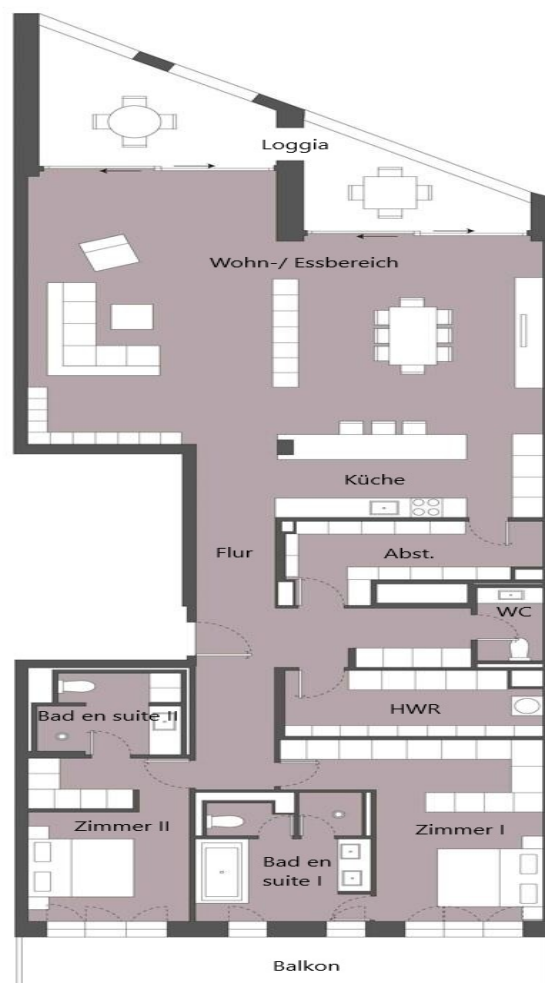 Loggia
Wohn-/ Essbereich
Küche
Flur
Abst.
WC
HWR
Bad en suite II
Zimmer II
Zimmer I
Bad en
suite I
Balkon